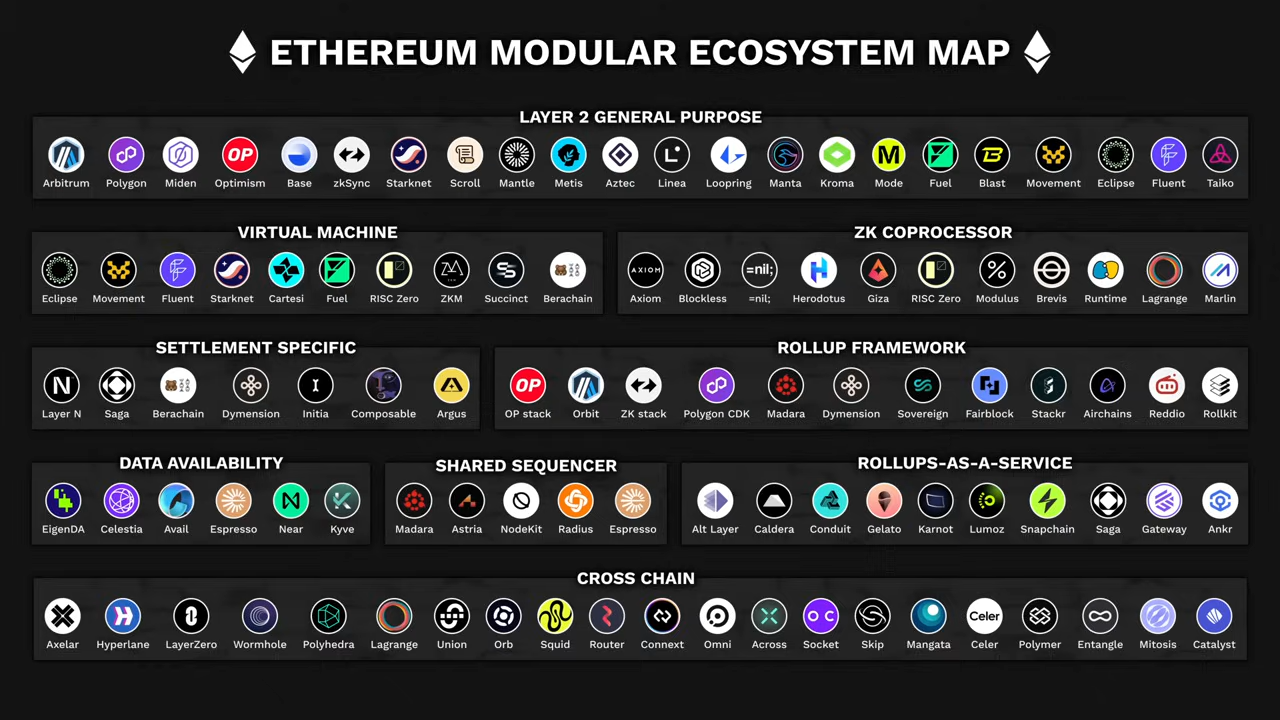 ETHEREUM MODULAR ECOSYSTEM MAP
LAYER 2 GENERAL PURPOSE
OP M
Arbitrum Polygon Miden Optimism Base zkSync Starknet Scroll Mantle Metis Aztec Linea Loopring Manta Kroma Mode Fuel Blast Movement Eclipse Fluent Taiko
VIRTUAL MACHINE
Eclipse Movement Fluent Starknet Cartesi Fuel RISC Zero ZKM Succinct Berachain
ZK COPROCESSOR
AXIOM =nil;
Axiom Blockless =nil; Herodotus Giza RISC Zero Modulus Brevis Runtime Lagrange Marlin
SETTLEMENT SPECIFIC
N
Layer N Saga Berachain Dymension Initia Composable Argus
ROLLUP FRAMEWORK
OP
OP stack Orbit ZK stack Polygon CDK Madara Dymension Sovereign Fairblock Stackr Airchains Reddio Rollkit
DATA AVAILABILITY
EigenDA Celestia Avail Espresso Near Kyve
SHARED SEQUENCER
Madara Astria NodeKit Radius Espresso
ROLLUPS-AS-A-SERVICE
Alt Layer Caldera Conduit Gelato Karnot Lumoz Snapchain Saga Gateway Ankr
CROSS CHAIN
Celer
Axelar Hyperlane LayerZero Wormhole Polyhedra Lagrange Union Orb Squid Router Connext Omni Across Socket Skip Mangata Celer Polymer Entangle Mitosis Catalyst